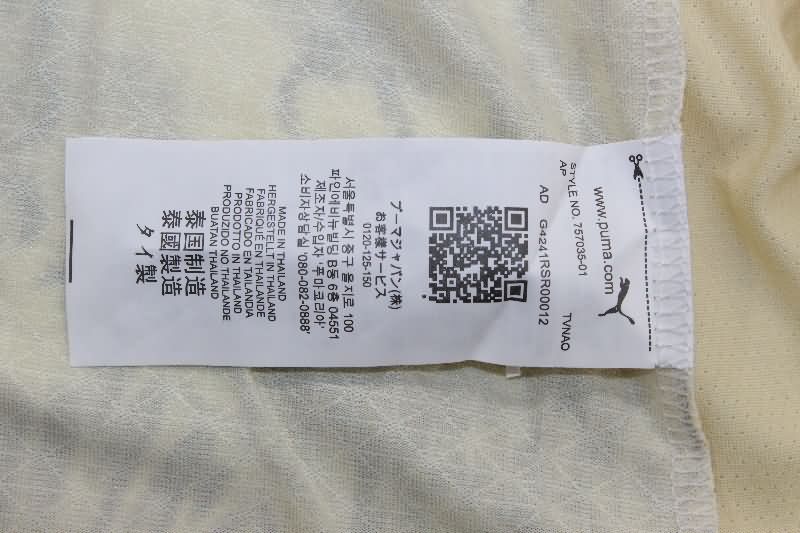 www.puma.com
STYLE NO. 757035-01
AP
TVNAO
AD G4241RSR00012
プーマジャパン(株)
お客様サービス
0120-125-150
서울특별시 중구 을지로 100
파인에비뉴빌딩 B동 6층 04551
제조자/수입자 '푸마코리아'
소비자상담실 '080-082-0888'
MADE IN THAILAND
HERGESTELLT IN THAILAND
FABRIQUÉ EN THAILANDE
FABRICADO EN TAILANDIA
PRODOTTO IN THAILAND
PRODUZIDO NO THAILANDE
BUATAN THAILAND
泰国制造
泰國製造
タイ製